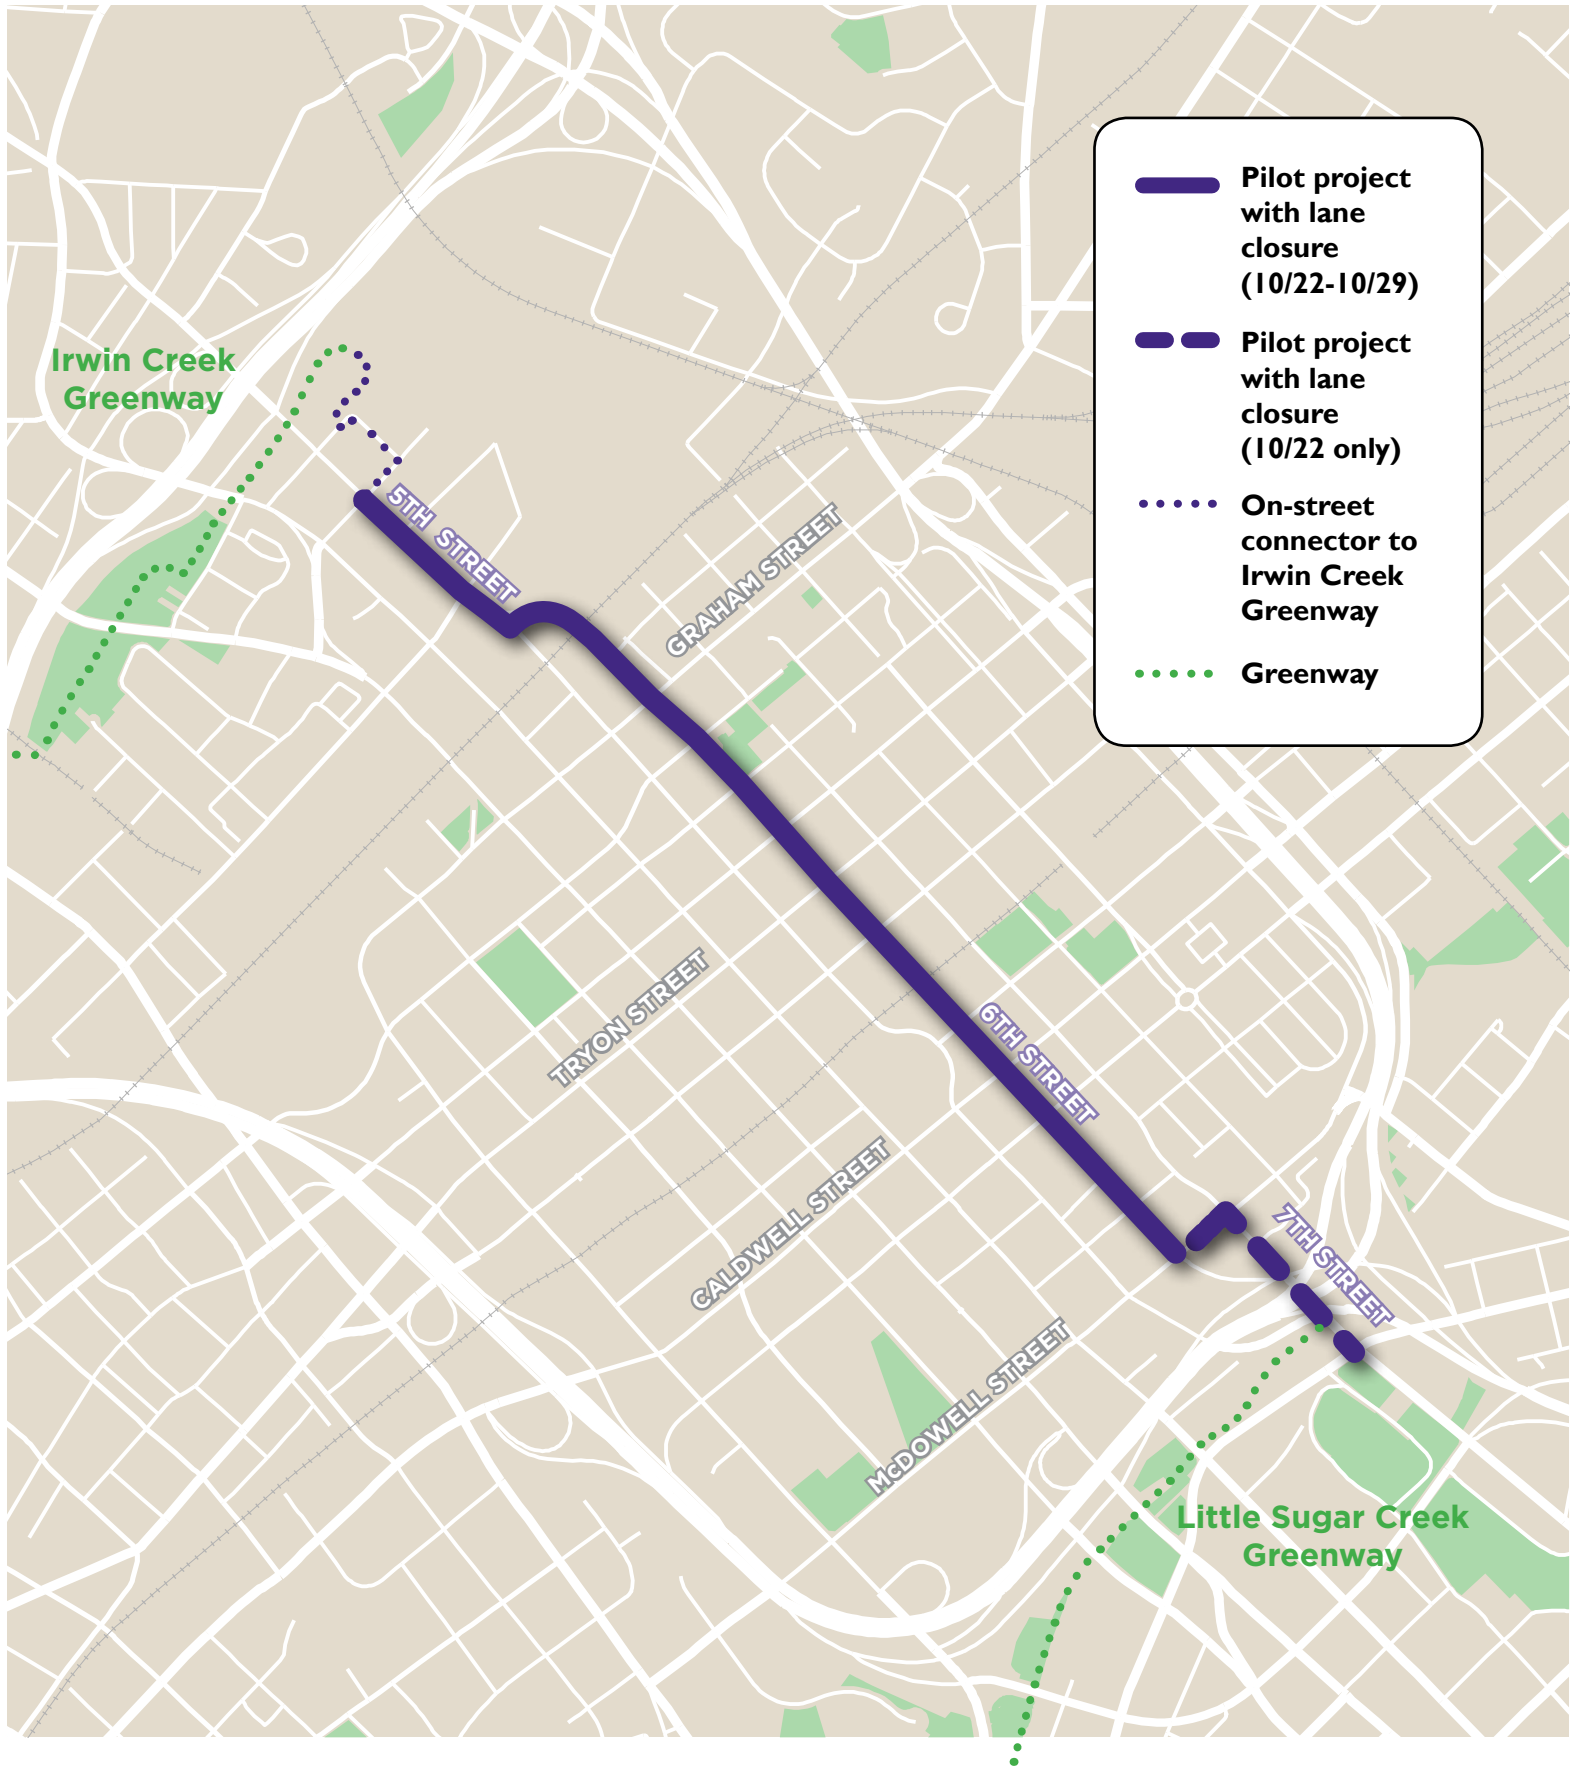 Pilot project
with lane
closure
(10/22-10/29)
Pilot project
with lane
closure
(10/22 only)
On-street
connector to
Irwin Creek
Greenway
Greenway
Irwin Creek
Greenway
5TH STREET
GRAHAM STREET
TRYON STREET
6TH STREET
CALDWELL STREET
7TH STREET
McDOWELL STREET
Little Sugar Creek
Greenway